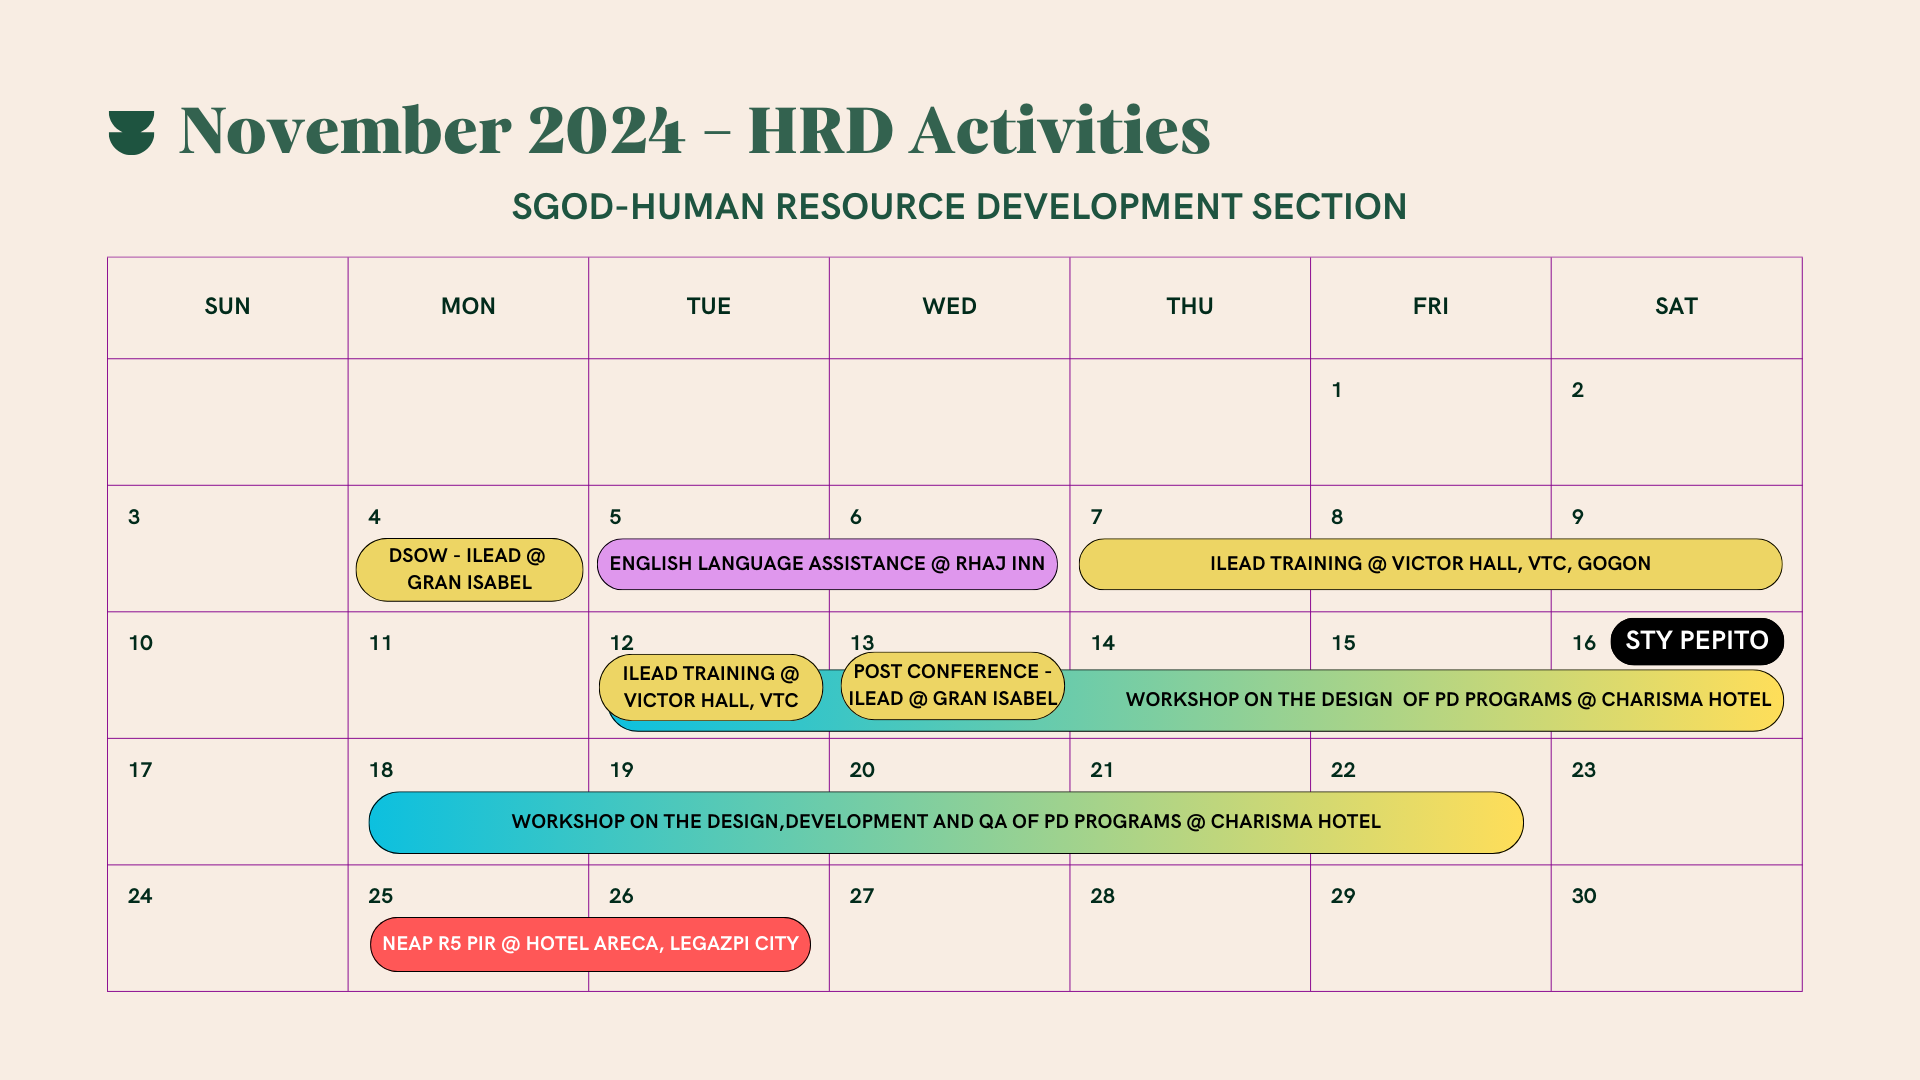 November 2024 - HRD Activities
SGOD-HUMAN RESOURCE DEVELOPMENT SECTION
SUN MON TUE WED THU FRI SAT
1 2
3 4 5 6 7 8 9
DSOW - ILEAD @
GRAN ISABEL
ENGLISH LANGUAGE ASSISTANCE @ RHAJ INN
ILEAD TRAINING @ VICTOR HALL, VTC, GOGON
10 11 12 13 14 15 16 STY PEPITO
ILEAD TRAINING @
VICTOR HALL, VTC
POST CONFERENCE -
ILEAD @ GRAN ISABEL
WORKSHOP ON THE DESIGN OF PD PROGRAMS @ CHARISMA HOTEL
17 18 19 20 21 22 23
WORKSHOP ON THE DESIGN,DEVELOPMENT AND QA OF PD PROGRAMS @ CHARISMA HOTEL
24 25 26 27 28 29 30
NEAP R5 PIR @ HOTEL ARECA, LEGAZPI CITY